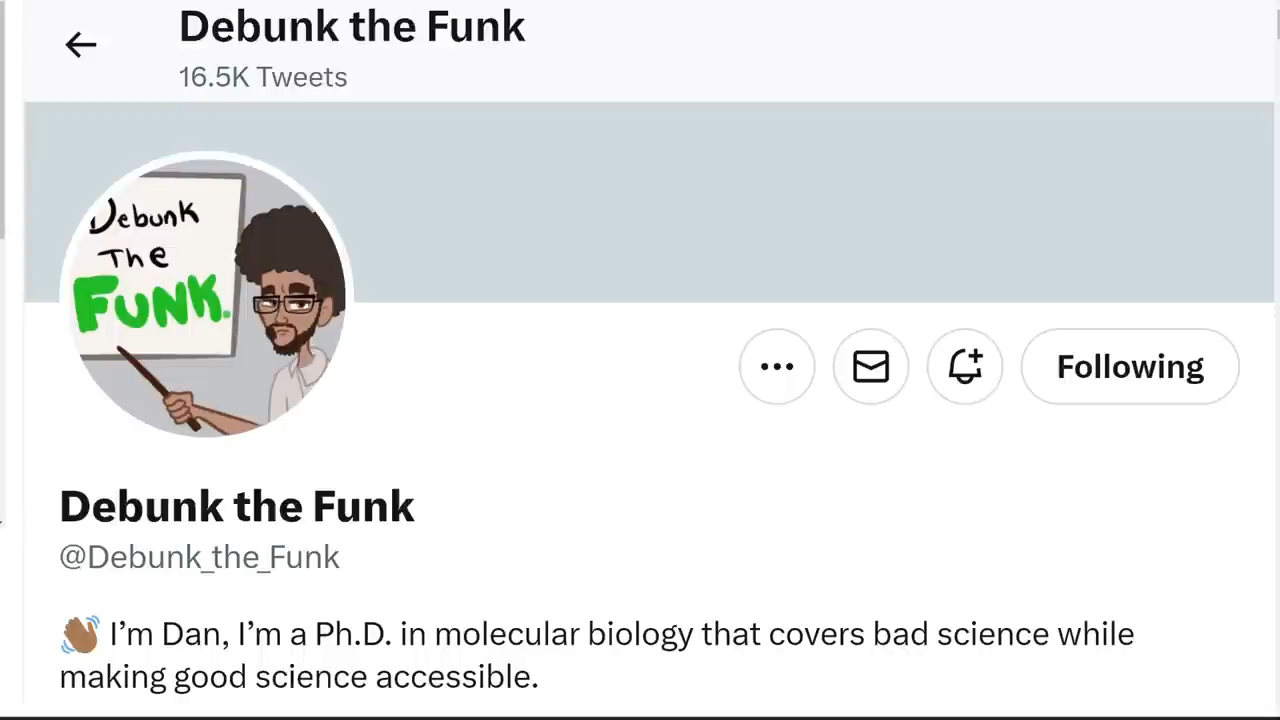 Debunk the Funk
16.5K Tweets
Debunk
The
FUNK.
Following
Debunk the Funk
@Debunk_the_Funk
👋🏾 I’m Dan, I’m a Ph.D. in molecular biology that covers bad science while
making good science accessible.